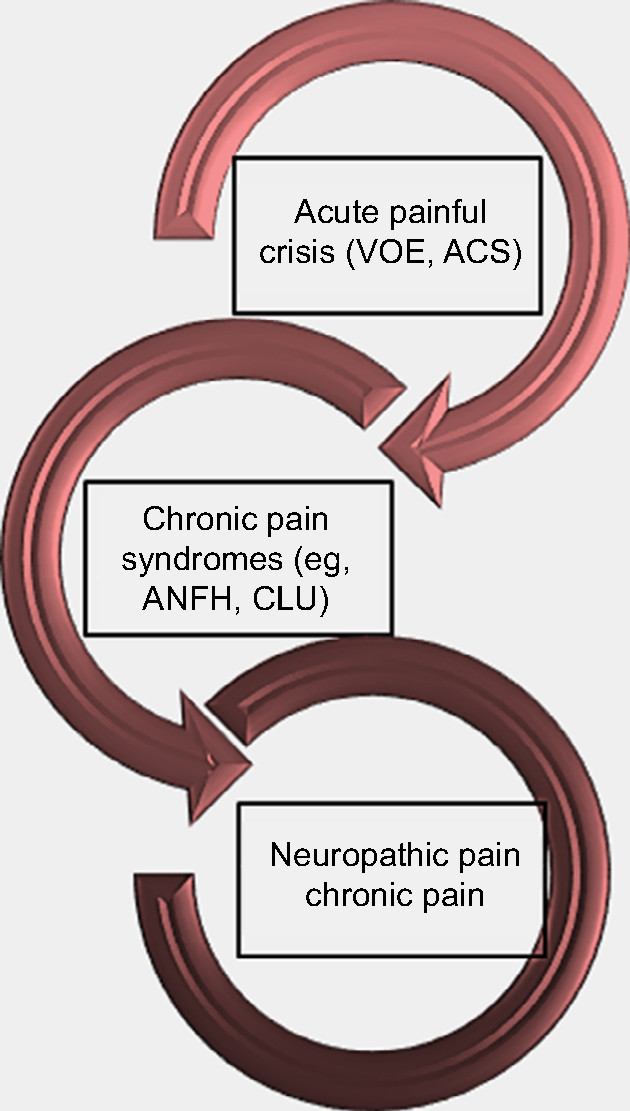 Acute painful
crisis (VOE, ACS)
Chronic pain
syndromes (eg,
ANFH, CLU)
Neuropathic pain
chronic pain